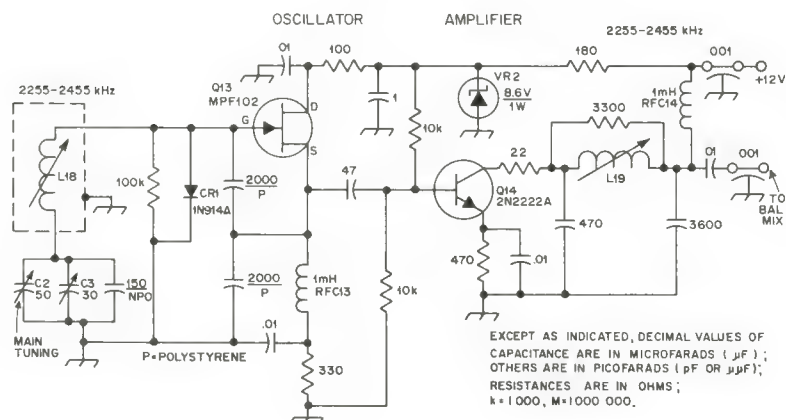 OSCILLATOR
AMPLIFIER
2255-2455 kHz
2255-2455 kHz
.01
100
180
.001
+12V
Q13
MPF102
D
G
S
.1
VR2
8.6V
1W
1mH
RFC14
10k
3300
L18
100k
CR1
1N914A
2000
P
47
22
Q14
2N2222A
L19
.01
.001
TO
BAL
MIX
470
3600
C2
50
C3
30
150
NPO
2000
P
1mH
RFC13
10k
470
.01
MAIN
TUNING
P=POLYSTYRENE
.01
330
EXCEPT AS INDICATED, DECIMAL VALUES OF
CAPACITANCE ARE IN MICROFARADS (μF);
OTHERS ARE IN PICOFARADS (pF OR μμF);
RESISTANCES ARE IN OHMS;
k=1000, M=1000 000.